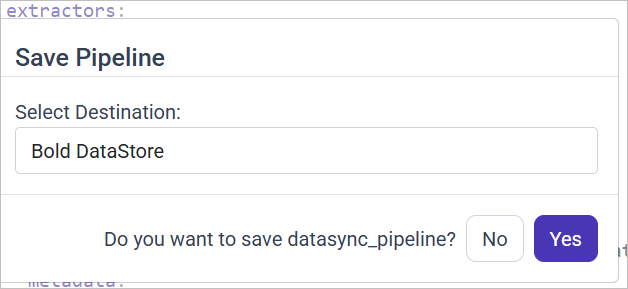 extractors:
Save Pipeline
Select Destination:
Bold DataStore
Do you want to save datasync_pipeline? No Yes
metadata: